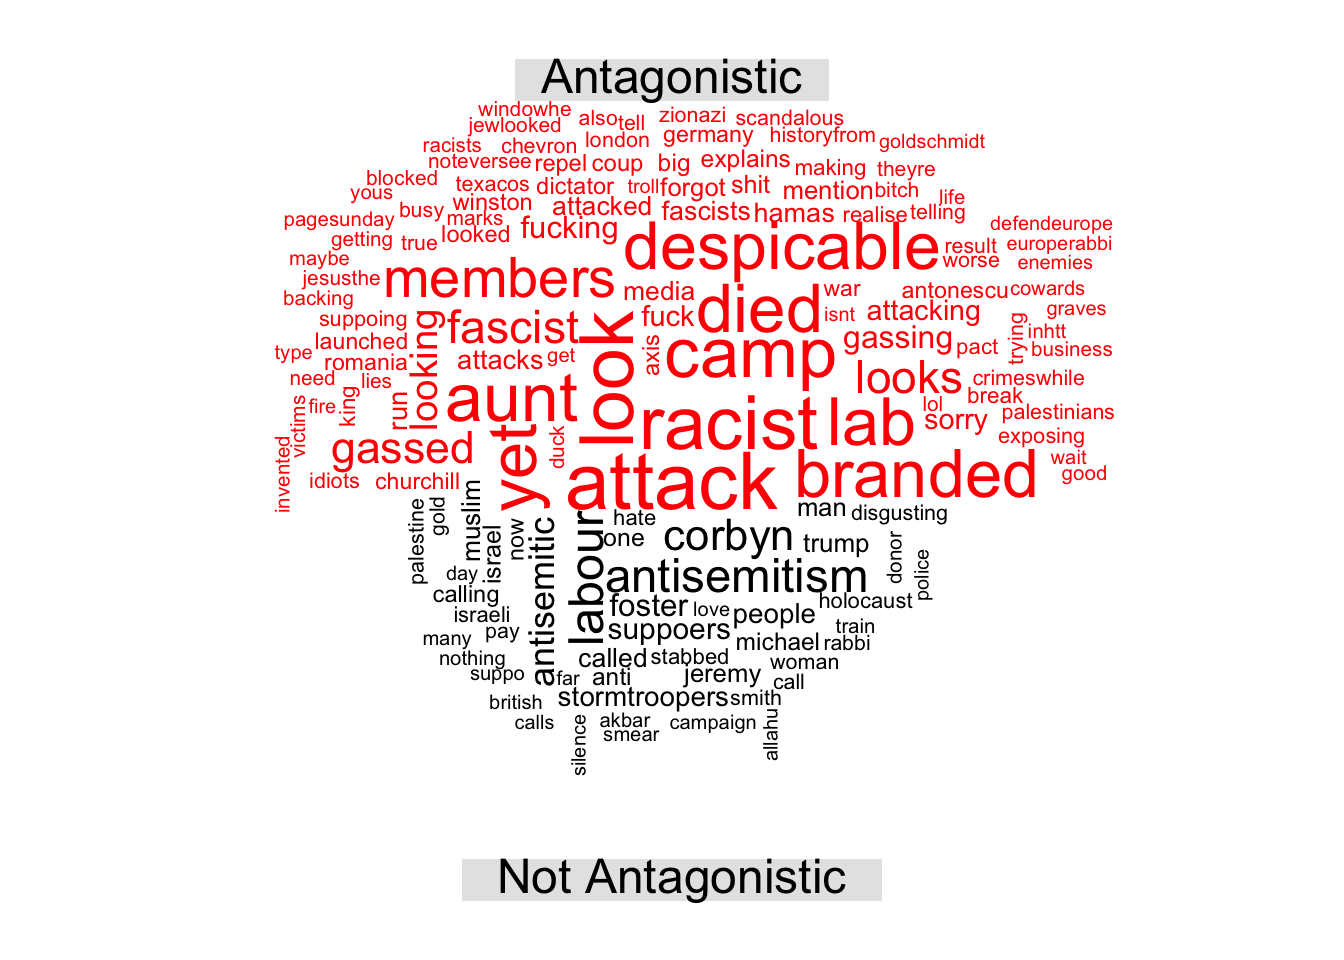 Antagonistic
windowhe
jewlooked also tell zionazi scandalous
racists chevron london germany historyfrom goldschmidt
noteversee repel coup big explains making theyre
blocked texacos dictator troll forgot shit mention bitch life
yous winston attacked fascists hamas realise telling
pagesunday busy marks fucking despicable defendeurope
getting true looked result europerabbi
maybe members worse enemies
jesusthe media died war antonescu cowards
backing fuck isnt attacking graves
suppoing looking fascist look axis camp gassing pact trying inhtt
launched business
type romania attacks get
need lies aunt looks crimeswhile
victims fire king run racist lab lol break palestinians
sorry
gassed yet duck exposing
invented attack branded wait
idiots churchill good
palestine gold muslim man disgusting
israel now antisemitic labour hate
one corbyn trump donor police
day antisemitism
calling foster love people holocaust
israeli suppoers train
many pay michael rabbi
nothing called stabbed woman
suppo far anti jeremy call
british stormtroopers smith
calls silence akbar campaign allahu
smear
Not Antagonistic